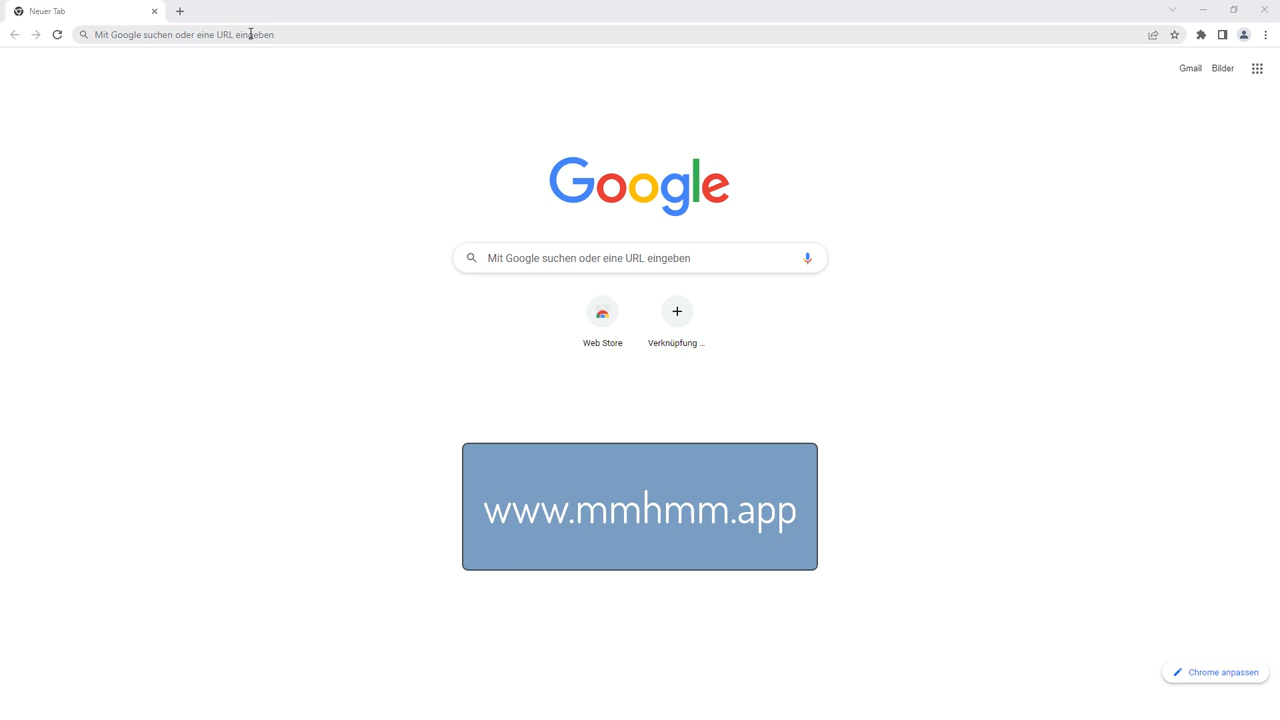 Neuer Tab
Mit Google suchen oder eine URL eingeben
Gmail Bilder
Google
Mit Google suchen oder eine URL eingeben
Web Store Verknüpfung ...
www.mmhmm.app
Chrome anpassen